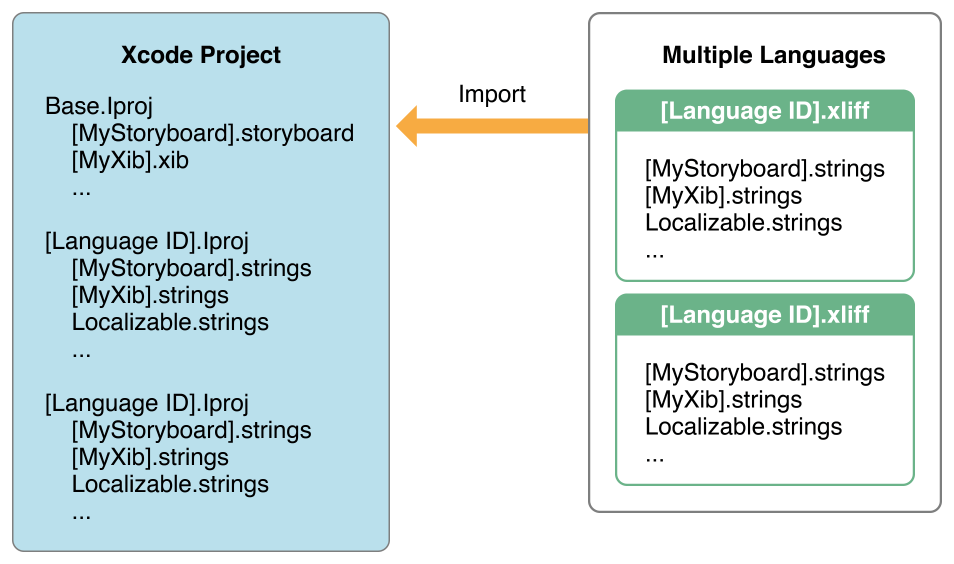 Xcode Project
Base.lproj
[MyStoryboard].storyboard
[MyXib].xib
...
[Language ID].lproj
[MyStoryboard].strings
[MyXib].strings
Localizable.strings
...
[Language ID].lproj
[MyStoryboard].strings
[MyXib].strings
Localizable.strings
...
Import
Multiple Languages
[Language ID].xliff
[MyStoryboard].strings
[MyXib].strings
Localizable.strings
...
[Language ID].xliff
[MyStoryboard].strings
[MyXib].strings
Localizable.strings
...